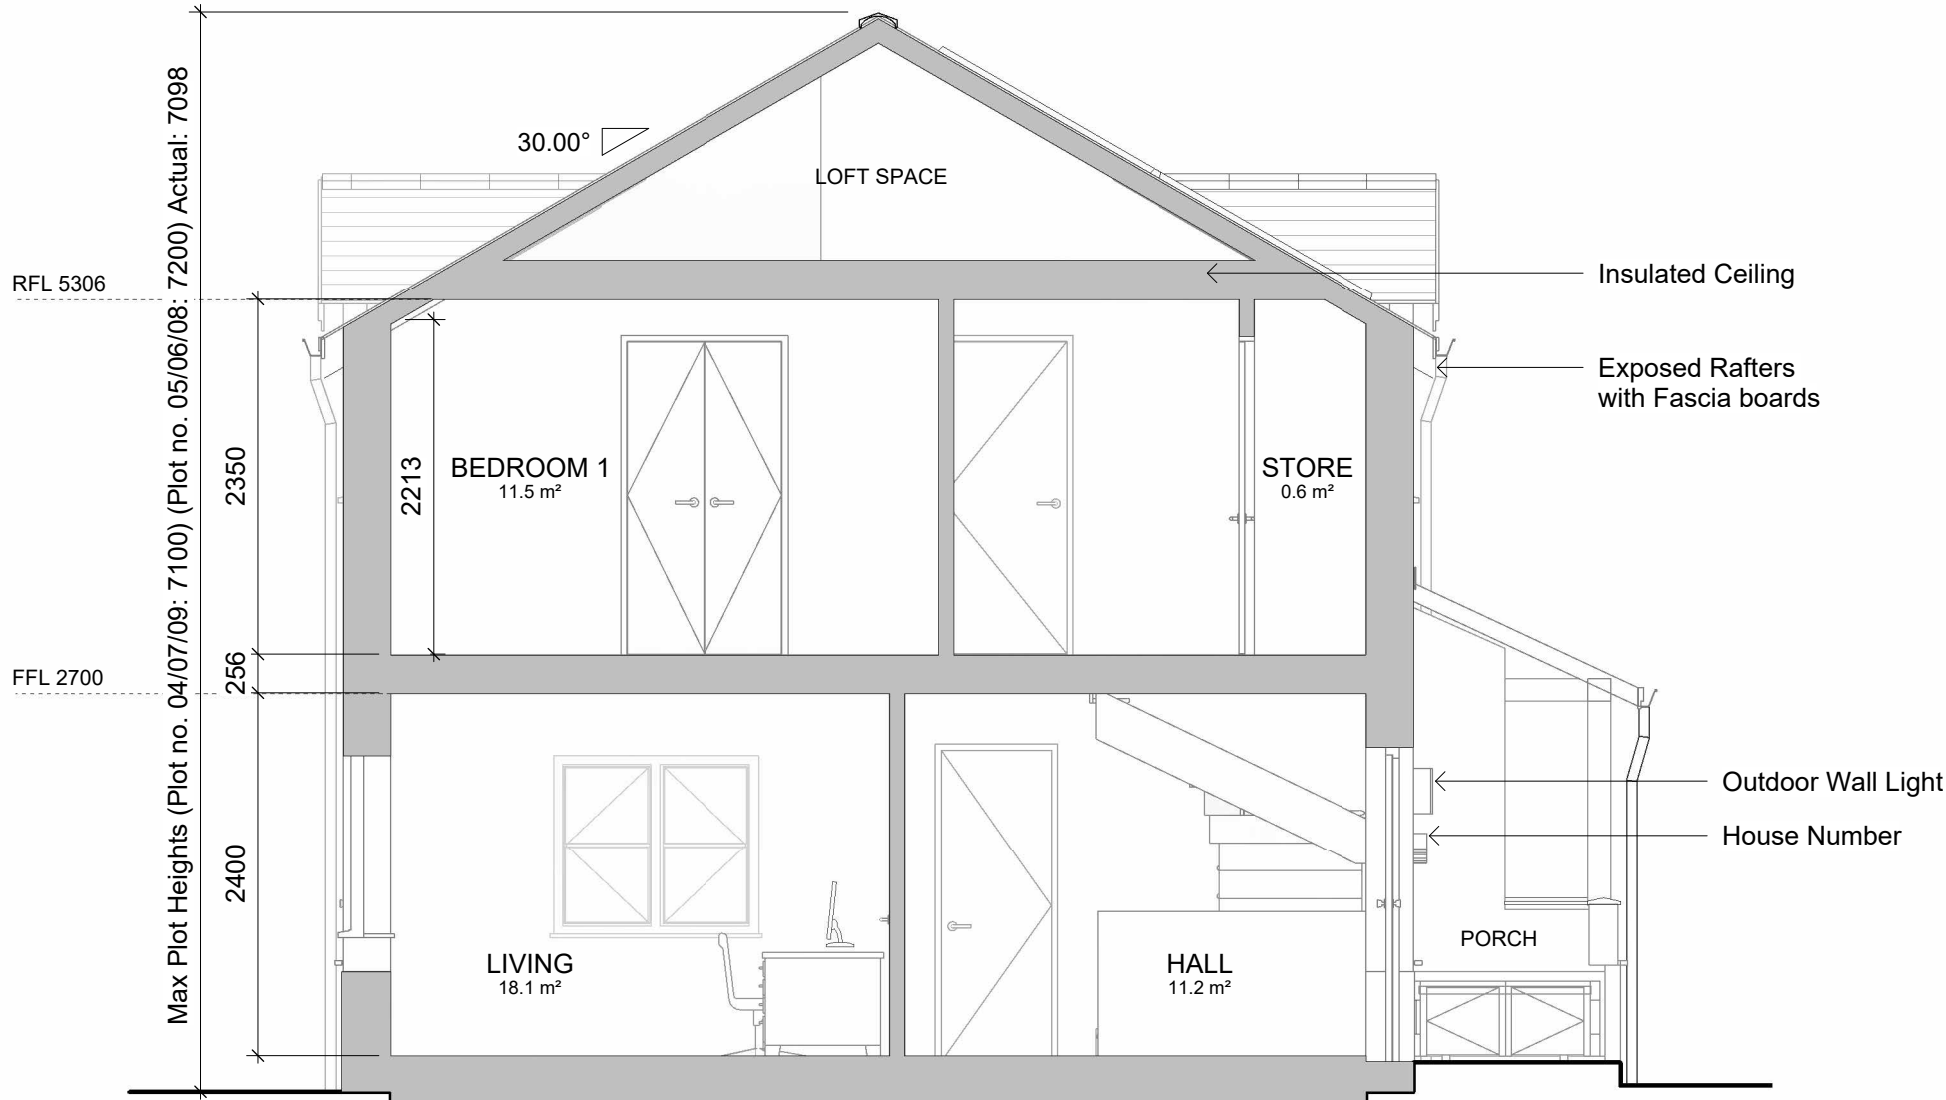 Max Plot Heights (Plot no. 04/07/09: 7100) (Plot no. 05/06/08: 7200) Actual: 7098
30.00°
LOFT SPACE
RFL 5306
Insulated Ceiling
Exposed Rafters
with Fascia boards
2350
2213
BEDROOM 1
11.5 m²
STORE
0.6 m²
256
FFL 2700
Outdoor Wall Light
House Number
2400
LIVING
18.1 m²
HALL
11.2 m²
PORCH